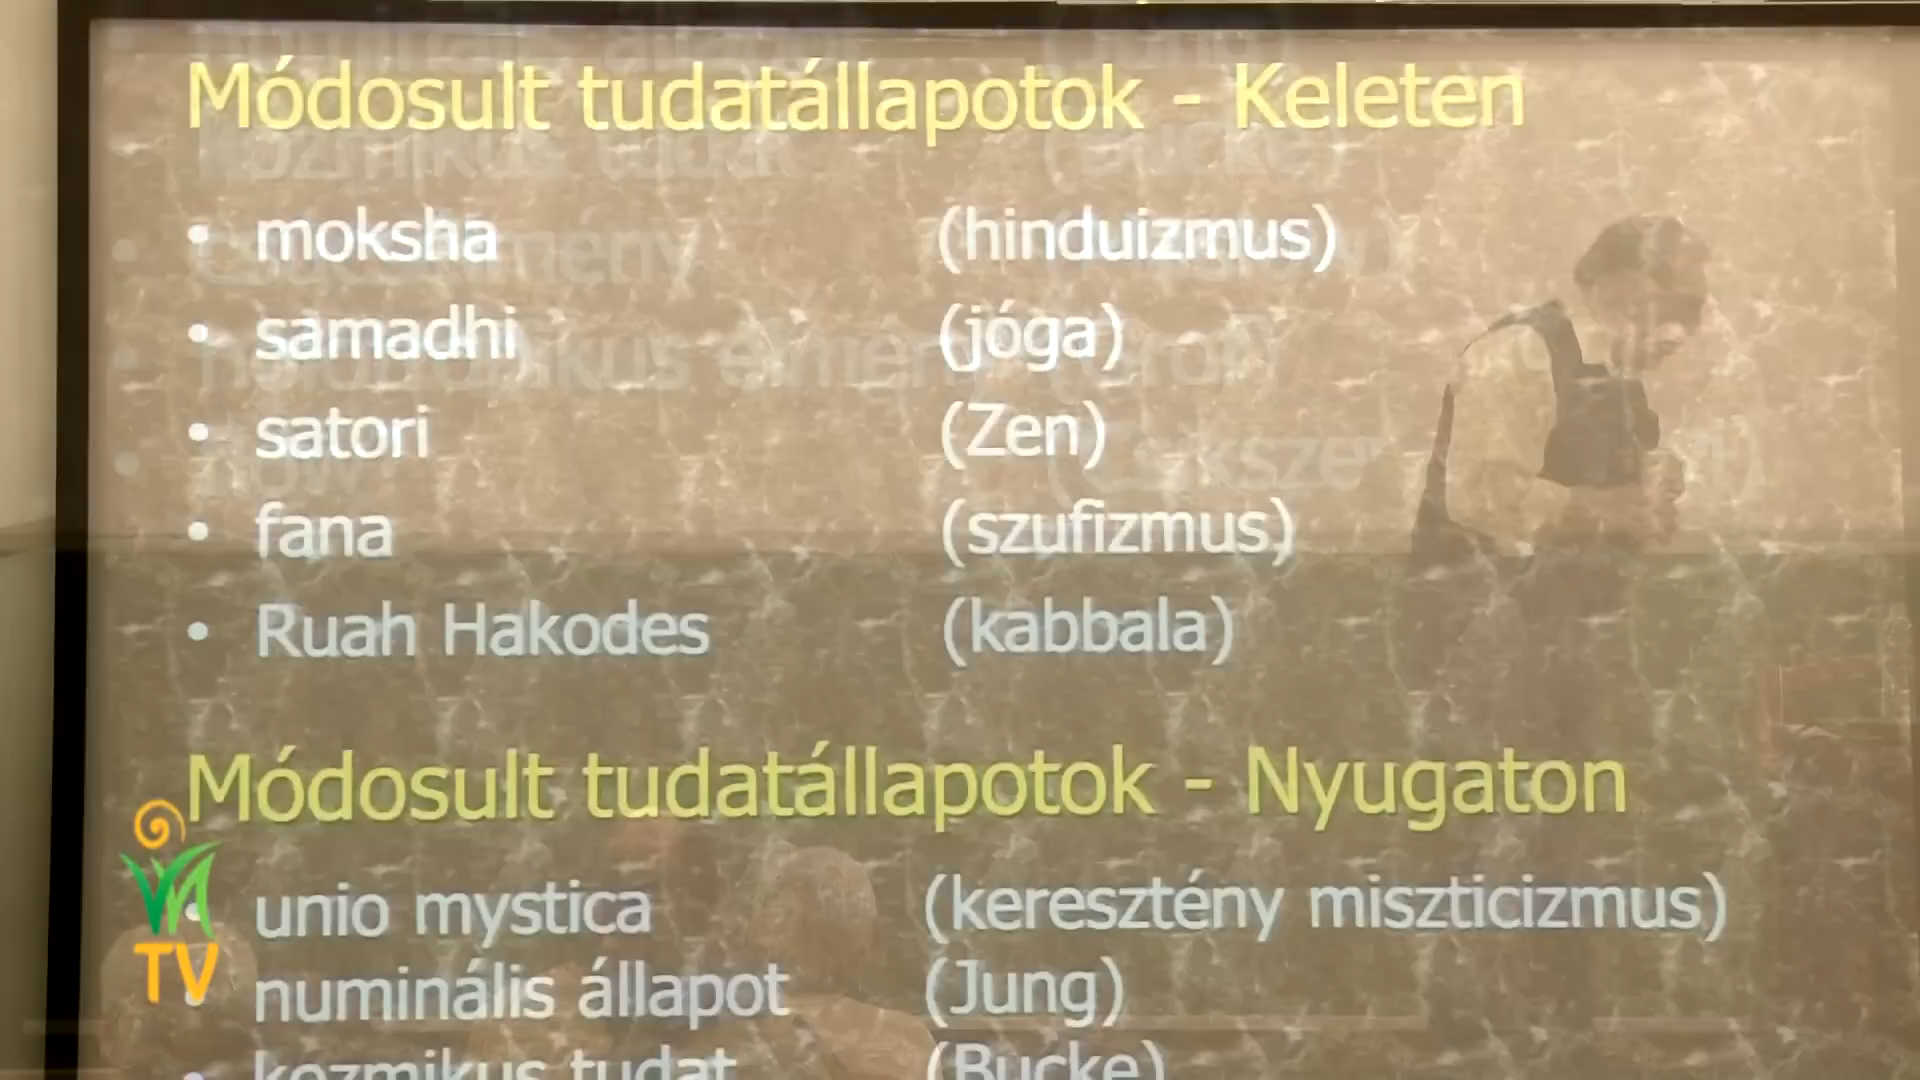 Módosult tudatállapotok - Keleten
• moksha (hinduizmus)
• samadhi (jóga)
• satori (Zen)
• fana (szufizmus)
• Ruah Hakodes (kabbala)
Módosult tudatállapotok - Nyugaton
• unio mystica (keresztény miszticizmus)
• numinális állapot (Jung)
• kozmikus tudat (Bucke)
TV